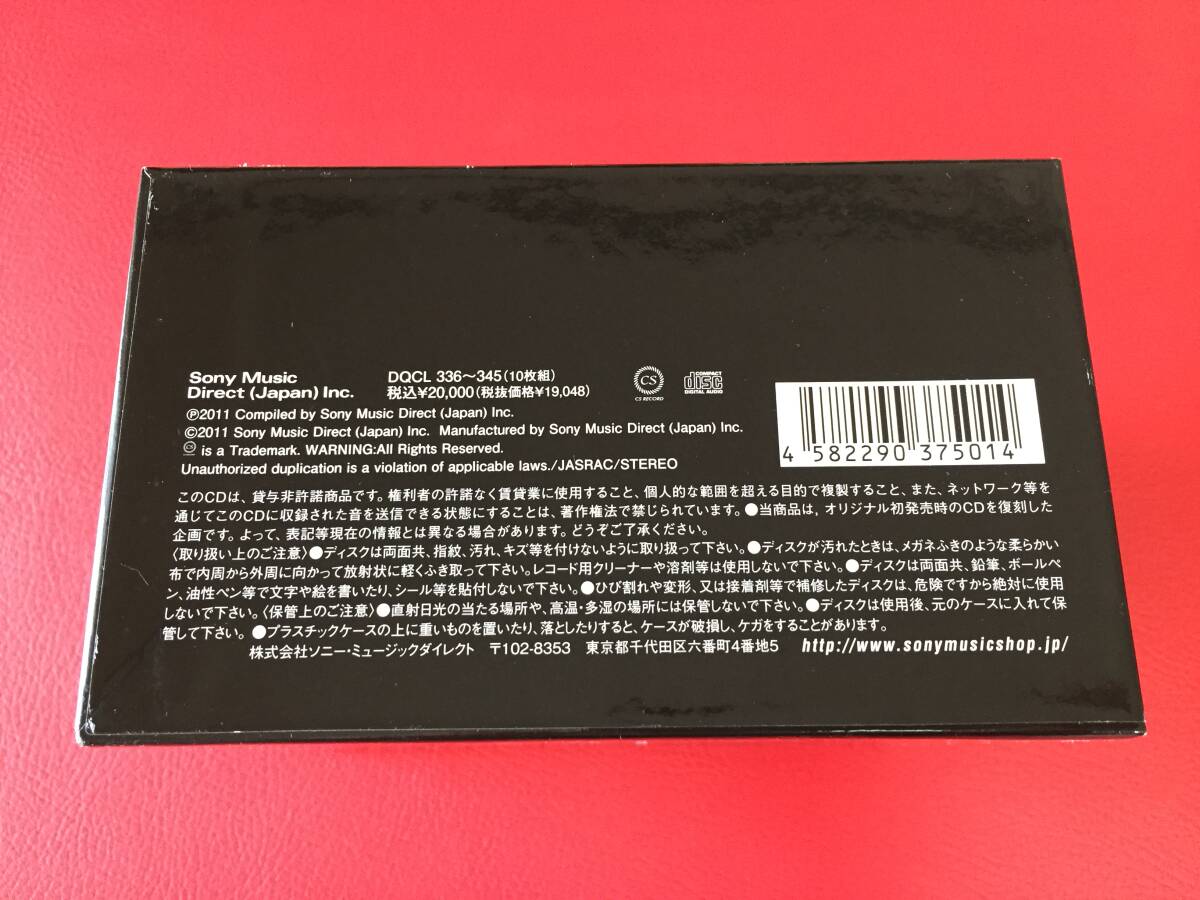 Sony Music
Direct (Japan) Inc.
DQCL 336〜345(10枚組)
税込¥20,000(税抜価格¥19,048)
CS
CS RECORD
COMPACT
disc
DIGITAL AUDIO
℗2011 Compiled by Sony Music Direct (Japan) Inc.
©2011 Sony Music Direct (Japan) Inc. Manufactured by Sony Music Direct (Japan) Inc.
CS is a Trademark. WARNING:All Rights Reserved.
Unauthorized duplication is a violation of applicable laws./JASRAC/STEREO
4 582290 375014
このCDは、貸与非許諾商品です。権利者の許諾なく賃貸業に使用すること、個人的な範囲を超える目的で複製すること、また、ネットワーク等を
通じてこのCDに収録された音を送信できる状態にすることは、著作権法で禁じられています。●当商品は、オリジナル初発売時のCDを復刻した
企画です。よって、表記等現在の情報とは異なる場合があります。どうぞご了承ください。
〈取り扱い上のご注意〉●ディスクは両面共、指紋、汚れ、キズ等を付けないように取り扱って下さい。●ディスクが汚れたときは、メガネふきのような柔らかい
布で内周から外周に向かって放射状に軽くふき取って下さい。レコード用クリーナーや溶剤等は使用しないで下さい。●ディスクは両面共、鉛筆、ボールペ
ン、油性ペン等で文字や絵を書いたり、シール等を貼付しないで下さい。●ひび割れや変形、又は接着剤等で補修したディスクは、危険ですから絶対に使用
しないで下さい。〈保管上のご注意〉●直射日光の当たる場所や、高温・多湿の場所には保管しないで下さい。●ディスクは使用後、元のケースに入れて保
管して下さい。●プラスチックケースの上に重いものを置いたり、落としたりすると、ケースが破損し、ケガをすることがあります。
株式会社ソニー・ミュージックダイレクト 〒102-8353 東京都千代田区六番町4番地5 http://www.sonymusicshop.jp/